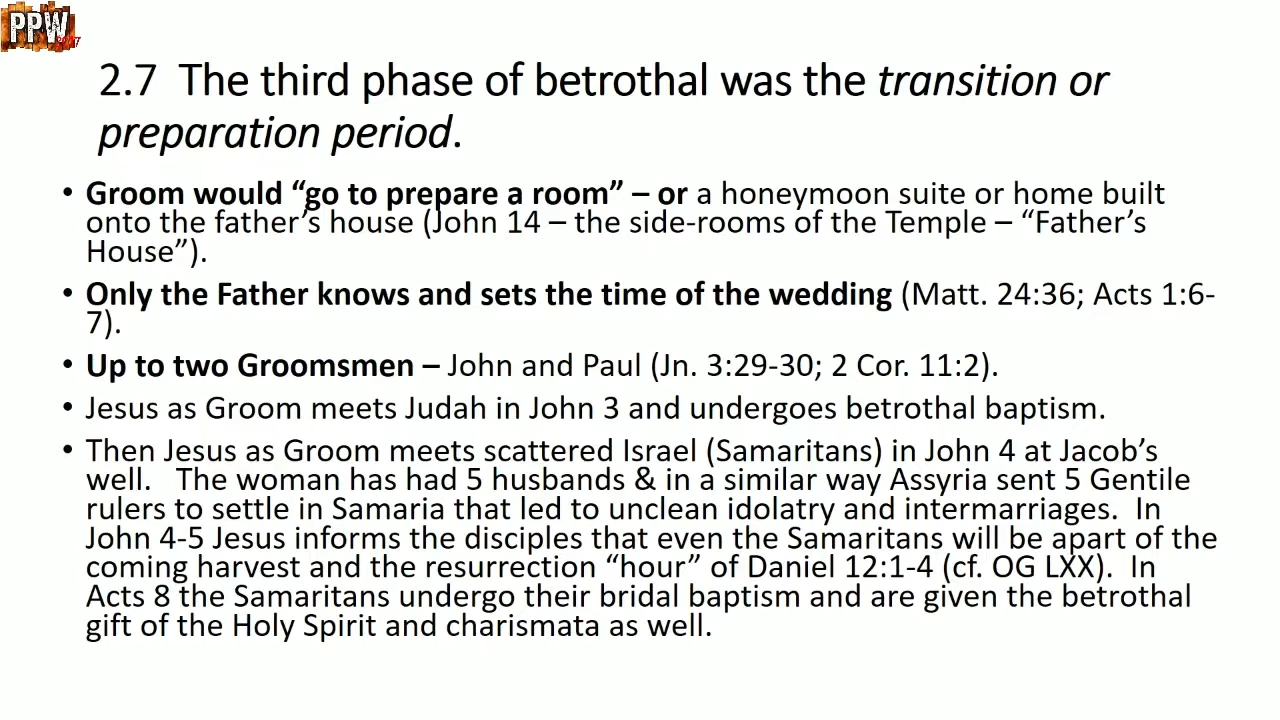 PPW
2017
2.7 The third phase of betrothal was the transition or
preparation period.
• Groom would “go to prepare a room” – or a honeymoon suite or home built
onto the father’s house (John 14 – the side-rooms of the Temple – “Father’s
House”).
• Only the Father knows and sets the time of the wedding (Matt. 24:36; Acts 1:6-
7).
• Up to two Groomsmen – John and Paul (Jn. 3:29-30; 2 Cor. 11:2).
• Jesus as Groom meets Judah in John 3 and undergoes betrothal baptism.
• Then Jesus as Groom meets scattered Israel (Samaritans) in John 4 at Jacob’s
well. The woman has had 5 husbands & in a similar way Assyria sent 5 Gentile
rulers to settle in Samaria that led to unclean idolatry and intermarriages. In
John 4-5 Jesus informs the disciples that even the Samaritans will be apart of the
coming harvest and the resurrection “hour” of Daniel 12:1-4 (cf. OG LXX). In
Acts 8 the Samaritans undergo their bridal baptism and are given the betrothal
gift of the Holy Spirit and charismata as well.